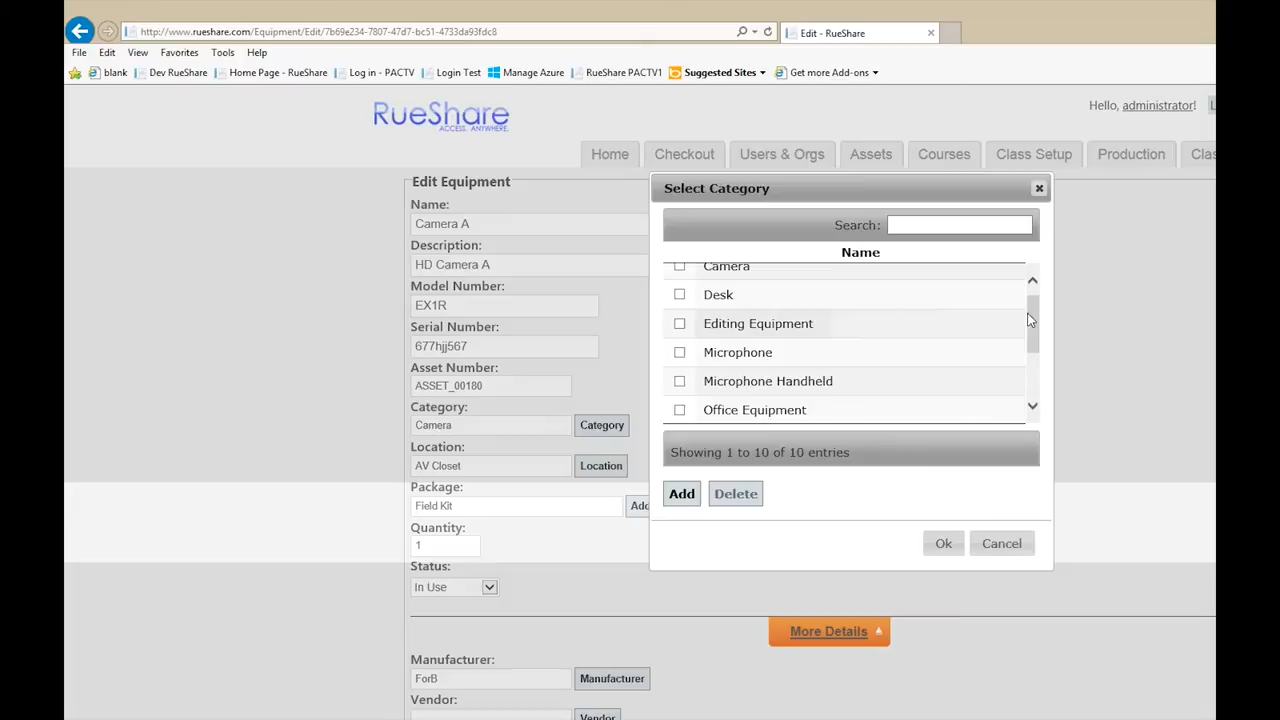 http://www.rueshare.com/Equipment/Edit/7b69e234-7807-47d7-bc51-4733da93fdc8
Edit - RueShare
File Edit View Favorites Tools Help
blank Dev RueShare Home Page - RueShare Log in - PACTV Login Test Manage Azure RueShare PACTV1 Suggested Sites Get more Add-ons
RueShare
ACCESS. ANYWHERE.
Hello, administrator! L
Home Checkout Users & Orgs Assets Courses Class Setup Production Clas
Edit Equipment
Name:
Camera A
Description:
HD Camera A
Model Number:
EX1R
Serial Number:
677hjj567
Asset Number:
ASSET_00180
Category:
Camera Category
Location:
AV Closet Location
Package:
Field Kit Add
Quantity:
1
Status:
In Use
More Details
Manufacturer:
ForB Manufacturer
Vendor:
Vendor
Select Category
Search:
Name
Camera
Desk
Editing Equipment
Microphone
Microphone Handheld
Office Equipment
Showing 1 to 10 of 10 entries
Add Delete
Ok Cancel